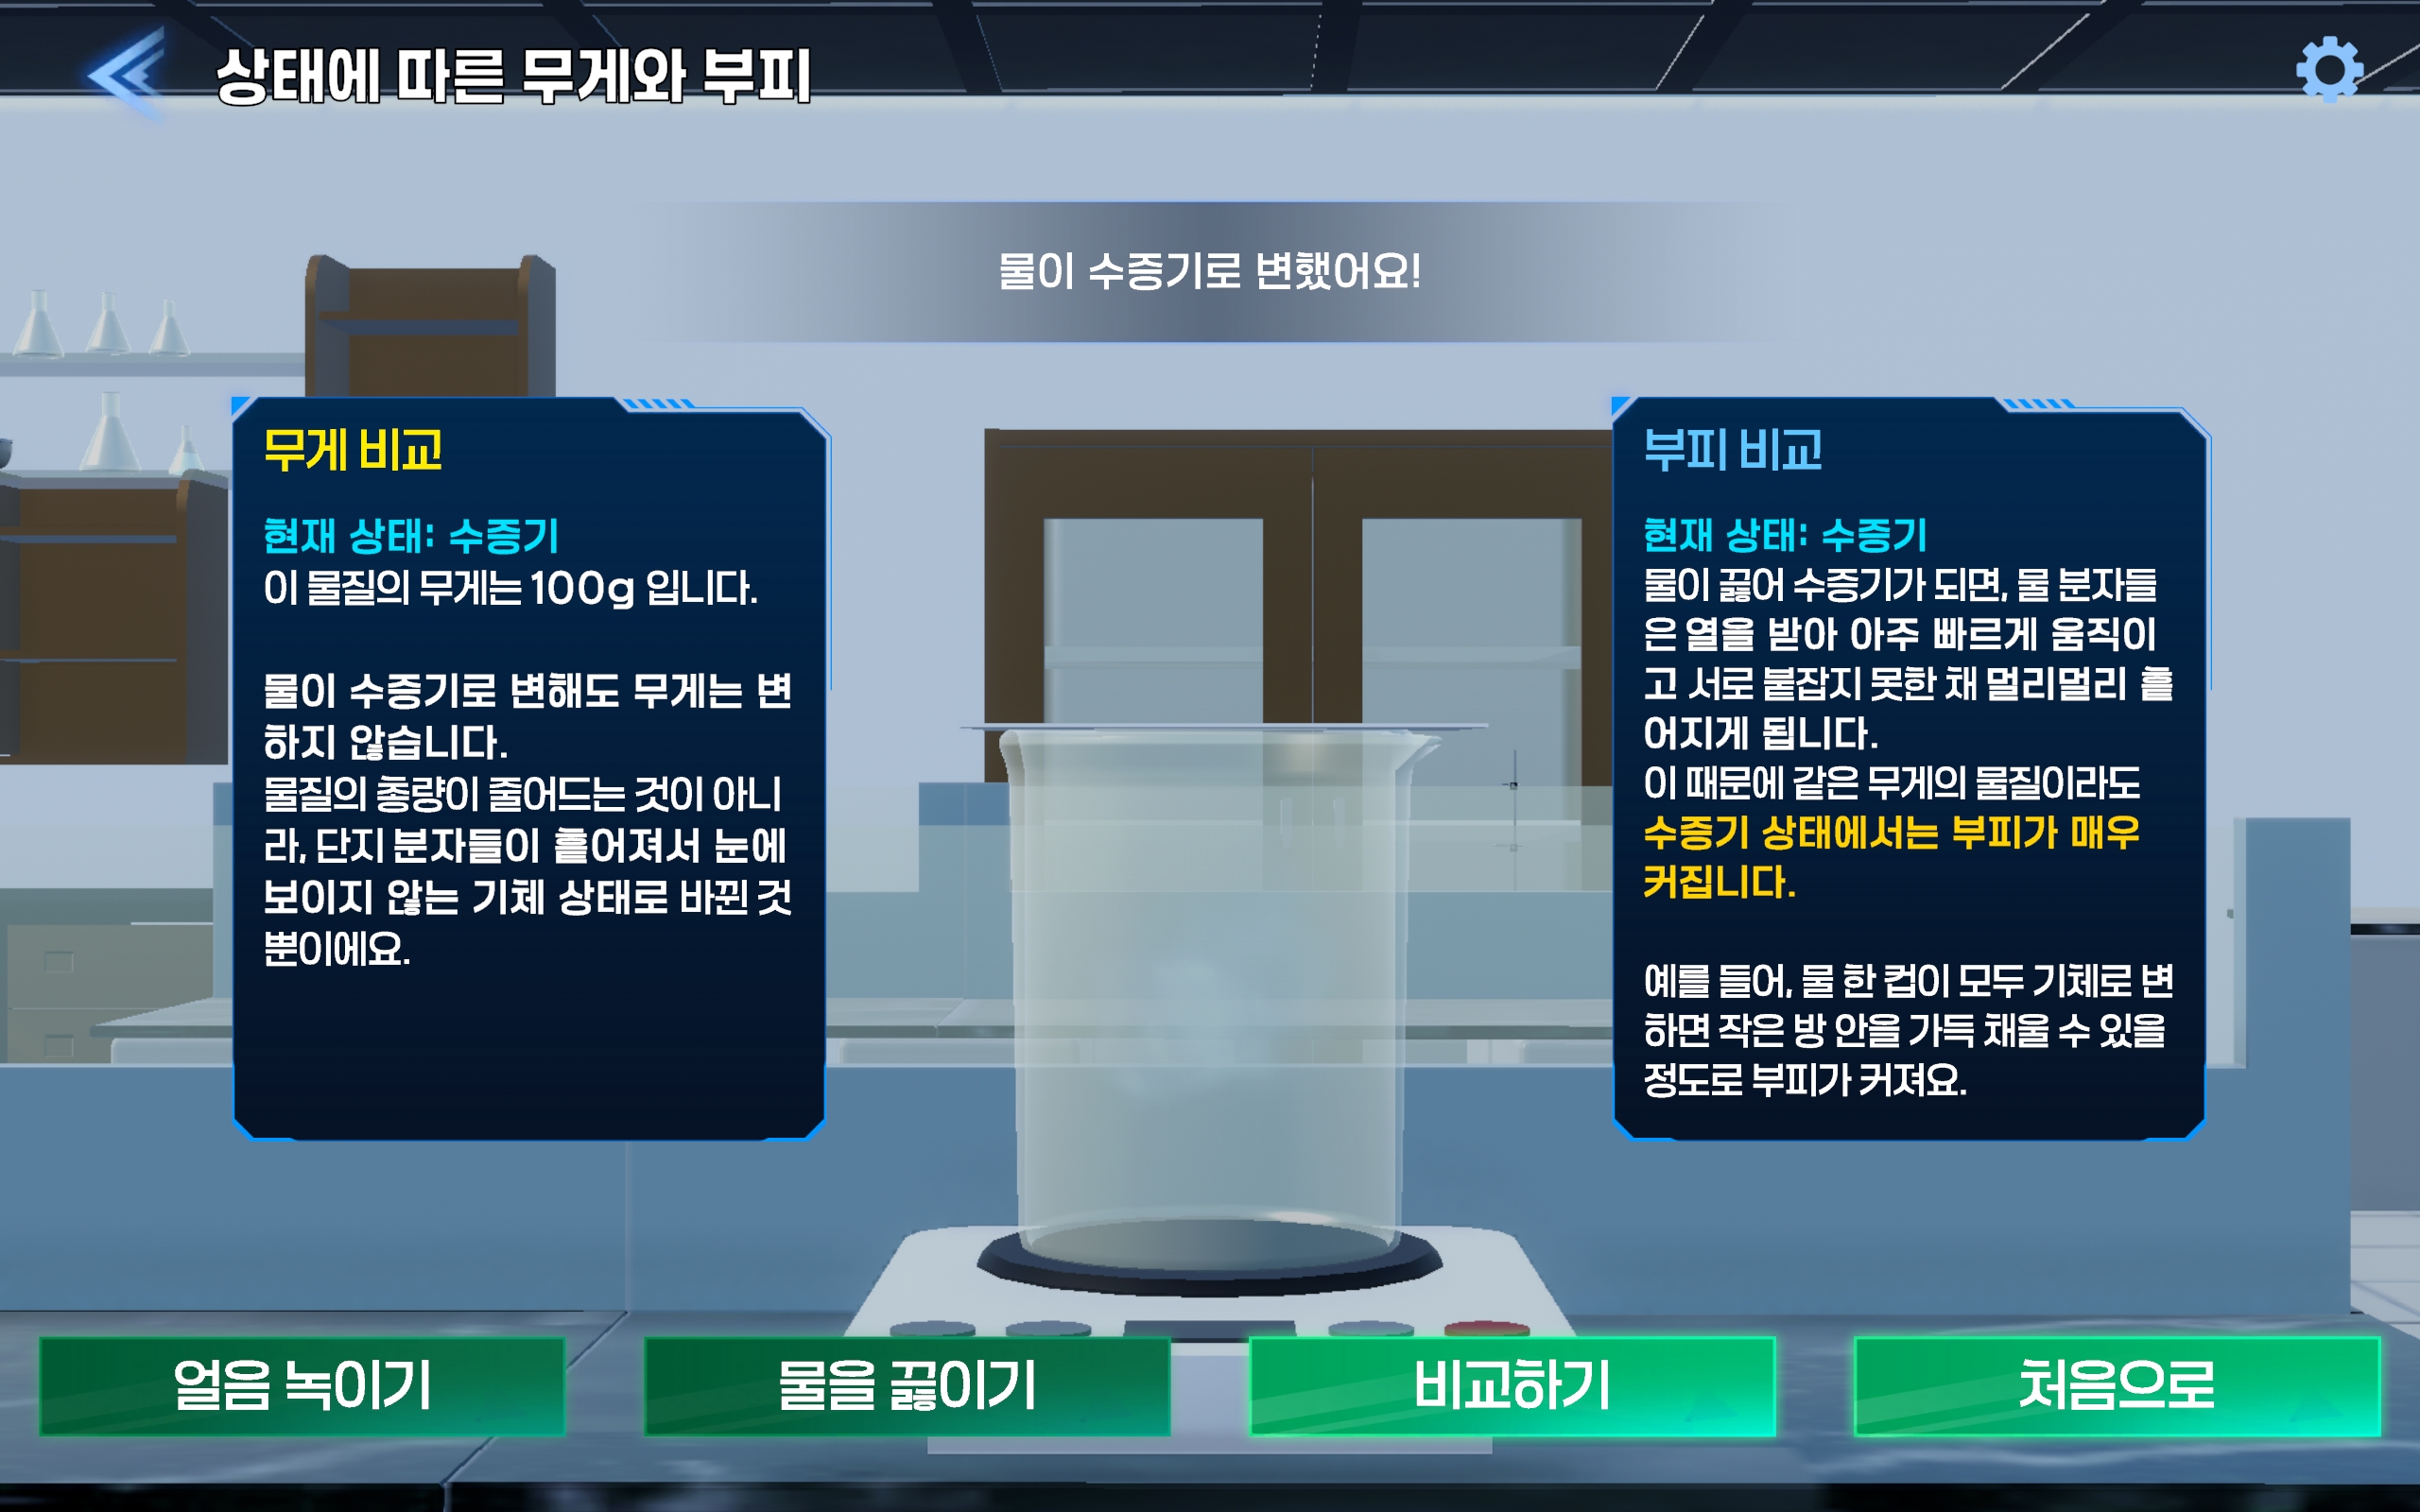 상태에 따른 무게와 부피
물이 수증기로 변했어요!
무게 비교
현재 상태: 수증기
이 물질의 무게는 100g 입니다.
물이 수증기로 변해도 무게는 변
하지 않습니다.
물질의 총량이 줄어드는 것이 아니
라, 단지 분자들이 흩어져서 눈에
보이지 않는 기체 상태로 바뀐 것
뿐이에요.
부피 비교
현재 상태: 수증기
물이 끓어 수증기가 되면, 물 분자들
은 열을 받아 아주 빠르게 움직이
고 서로 붙잡지 못한 채 멀리멀리 흩
어지게 됩니다.
이 때문에 같은 무게의 물질이라도
수증기 상태에서는 부피가 매우
커집니다.
예를 들어, 물 한 컵이 모두 기체로 변
하면 작은 방 안을 가득 채울 수 있을
정도로 부피가 커져요.
얼음 녹이기
물을 끓이기
비교하기
처음으로